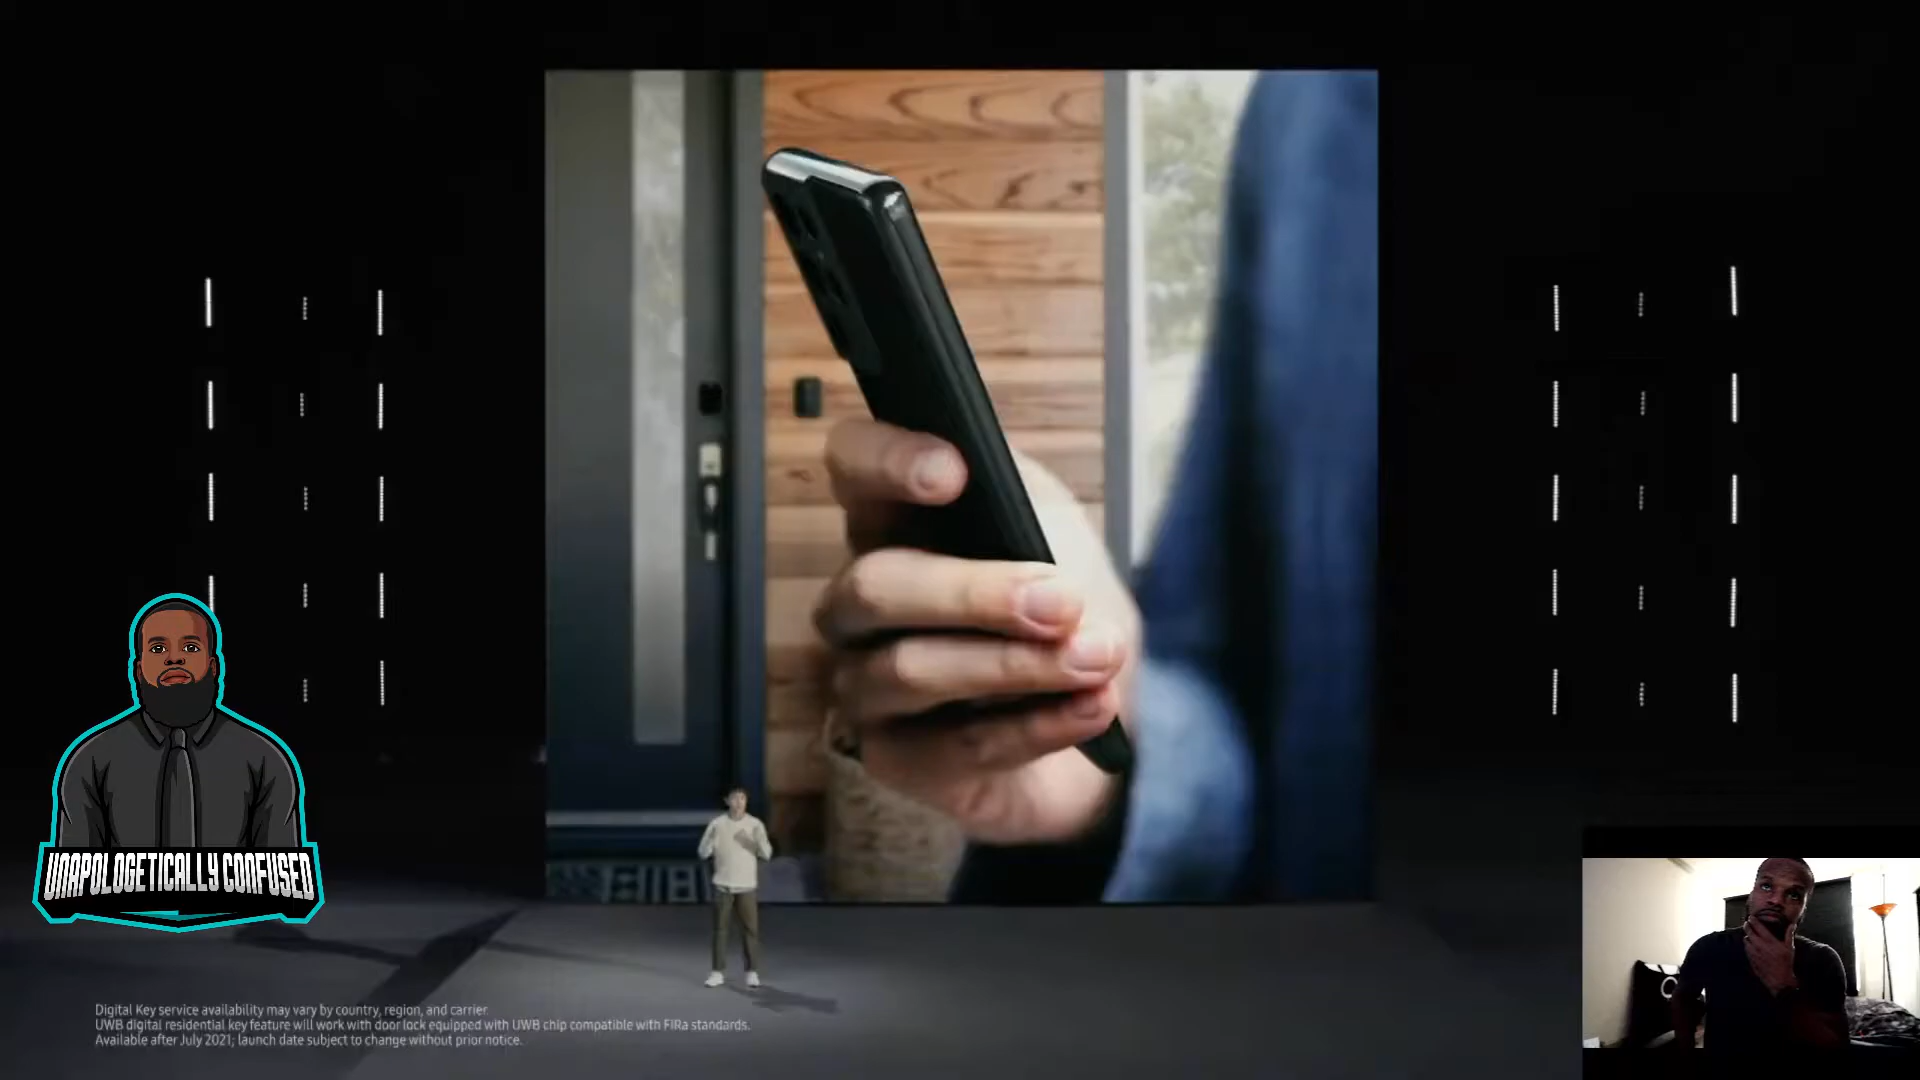 UNAPOLOGETICALLY CONFUSED
Digital Key service availability may vary by country, region, and carrier.
UWB digital residential key feature will work with door lock equipped with UWB chip compatible with FiRa standards.
Available after July 2021; launch date subject to change without prior notice.